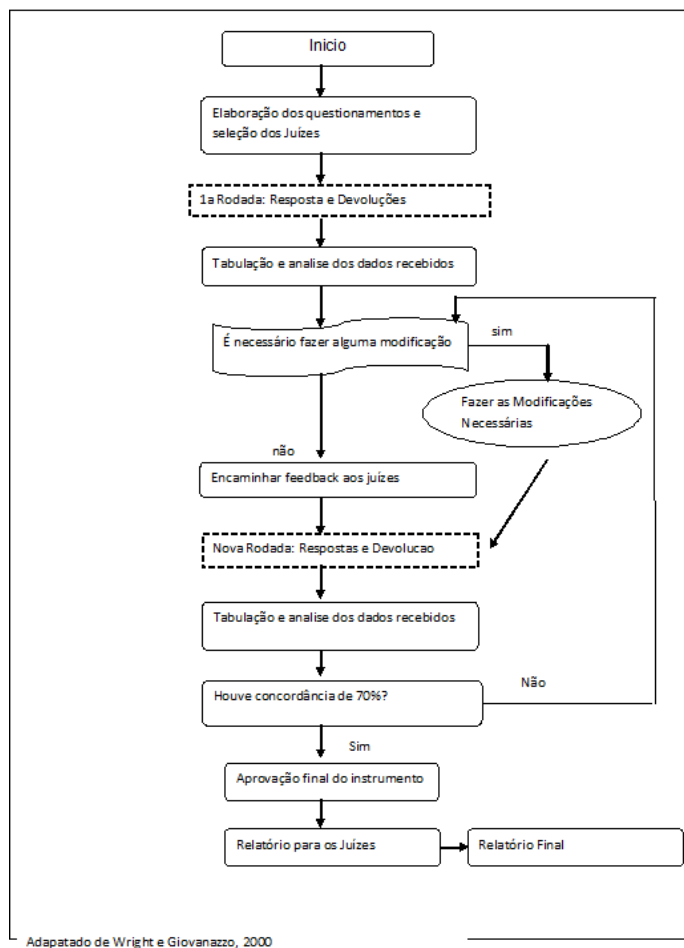 Inicio
Elaboração dos questionamentos e
seleção dos Juízes
1a Rodada: Resposta e Devoluções
Tabulação e analise dos dados recebidos
É necessário fazer alguma modificação
sim
Fazer as Modificações
Necessárias
não
Encaminhar feedback aos juízes
Nova Rodada: Respostas e Devolucao
Tabulação e analise dos dados recebidos
Houve concordância de 70%?
Não
Sim
Aprovação final do instrumento
Relatório para os Juízes
Relatório Final
Adapatado de Wright e Giovanazzo, 2000